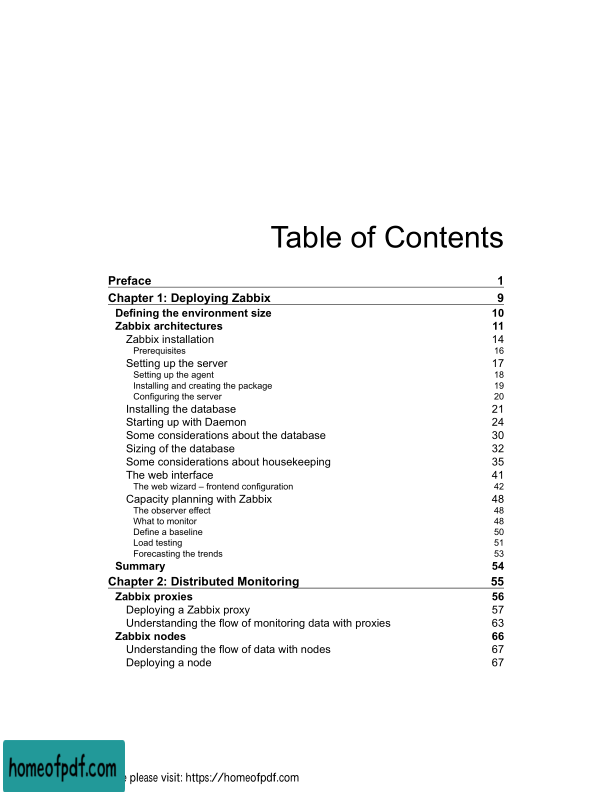 Table of Contents
Preface 1
Chapter 1: Deploying Zabbix 9
Defining the environment size 10
Zabbix architectures 11
Zabbix installation 14
Prerequisites 16
Setting up the server 17
Setting up the agent 18
Installing and creating the package 19
Configuring the server 20
Installing the database 21
Starting up with Daemon 24
Some considerations about the database 30
Sizing of the database 32
Some considerations about housekeeping 35
The web interface 41
The web wizard – frontend configuration 42
Capacity planning with Zabbix 48
The observer effect 48
What to monitor 48
Define a baseline 50
Load testing 51
Forecasting the trends 53
Summary 54
Chapter 2: Distributed Monitoring 55
Zabbix proxies 56
Deploying a Zabbix proxy 57
Understanding the flow of monitoring data with proxies 63
Zabbix nodes 66
Understanding the flow of data with nodes 67
Deploying a node 67
homeofpdf.com
please visit: https://homeofpdf.com